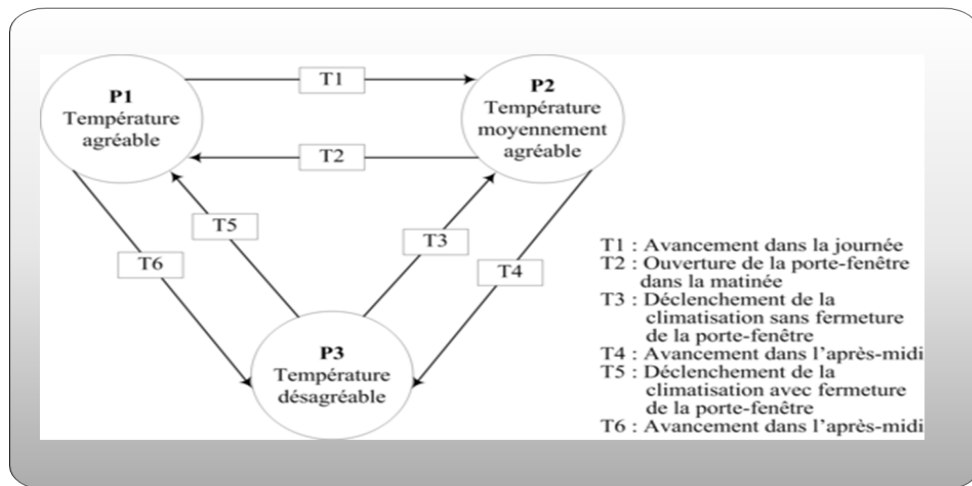 P1
Température
agréable
T1
P2
Température
moyennement
agréable
T2
T5
T3
T6
T4
P3
Température
désagréable
T1 : Avancement dans la journée
T2 : Ouverture de la porte-fenêtre
dans la matinée
T3 : Déclenchement de la
climatisation sans fermeture
de la porte-fenêtre
T4 : Avancement dans l'après-midi
T5 : Déclenchement de la
climatisation avec fermeture
de la porte-fenêtre
T6 : Avancement dans l'après-midi